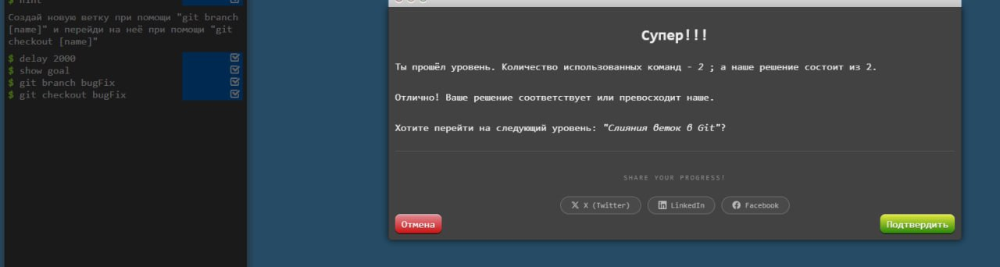 $ hint
Создай новую ветку при помощи "git branch
[name]" и перейди на неё при помощи "git
checkout [name]"
$ delay 2000
$ show goal
$ git branch bugFix
$ git checkout bugFix
Супер!!!
Ты прошёл уровень. Количество использованных команд - 2 ; а наше решение состоит из 2.
Отлично! Ваше решение соответствует или превосходит наше.
Хотите перейти на следующий уровень: "Слияния веток в Git"?
SHARE YOUR PROGRESS!
X (Twitter)
LinkedIn
Facebook
Отмена
Подтвердить